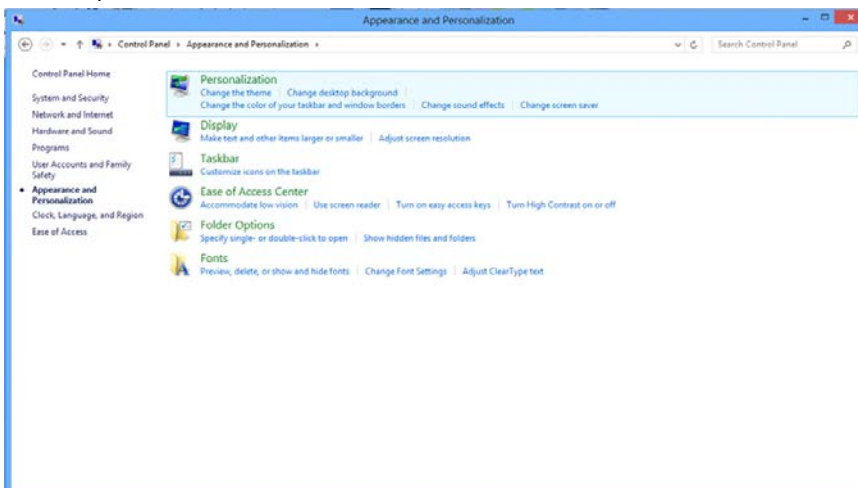 Appearance and Personalization
Control Panel Appearance and Personalization
Search Control Panel
Control Panel Home
System and Security
Network and Internet
Hardware and Sound
Programs
User Accounts and Family
Safety
Appearance and
Personalization
Clock, Language, and Region
Ease of Access
Personalization
Change the theme Change desktop background
Change the color of your taskbar and window borders Change sound effects Change screen saver
Display
Make text and other items larger or smaller Adjust screen resolution
Taskbar
Customize icons on the taskbar
Ease of Access Center
Accommodate low vision Use screen reader Turn on easy access keys Turn High Contrast on or off
Folder Options
Specify single- or double-click to open Show hidden files and folders
Fonts
Preview, delete, or show and hide fonts Change Font Settings Adjust ClearType text